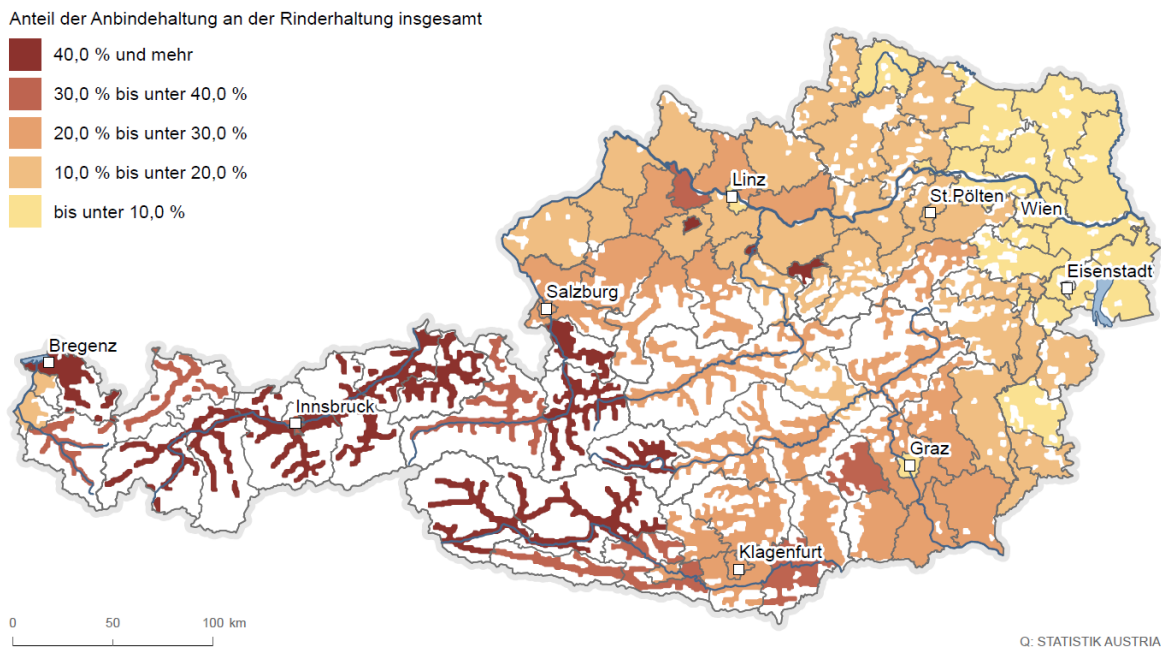 Anteil der Anbindehaltung an der Rinderhaltung insgesamt
40,0 % und mehr
30,0 % bis unter 40,0 %
20,0 % bis unter 30,0 %
10,0 % bis unter 20,0 %
bis unter 10,0 %
Linz
St.Pölten
Wien
Eisenstadt
Salzburg
Bregenz
Innsbruck
Graz
Klagenfurt
0 50 100 km
Q: STATISTIK AUSTRIA